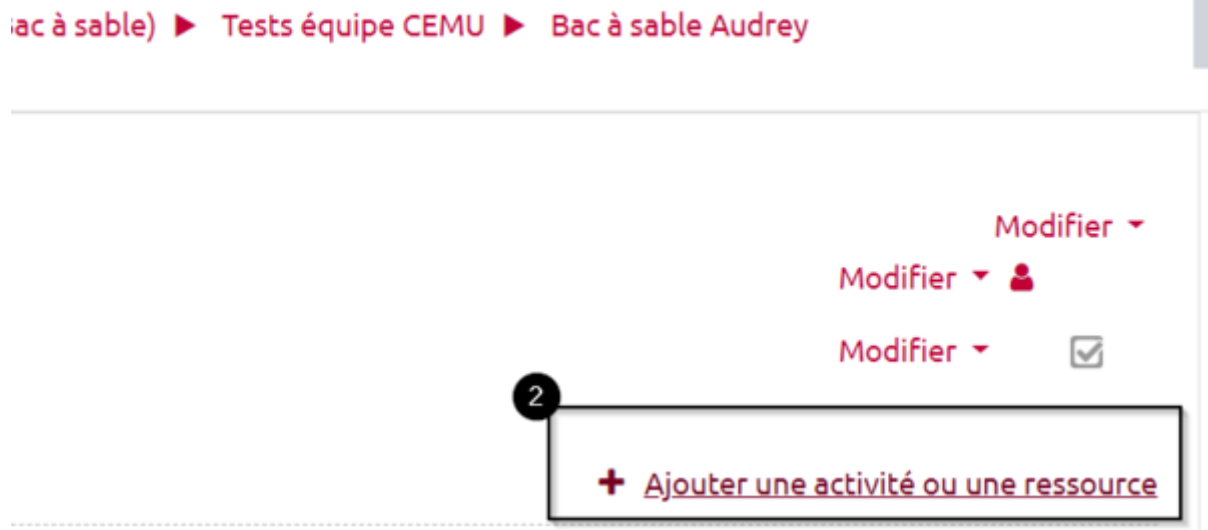 ac à sable) ▶ Tests équipe CEMU ▶ Bac à sable Audrey
Modifier
Modifier
Modifier
2
+ Ajouter une activité ou une ressource